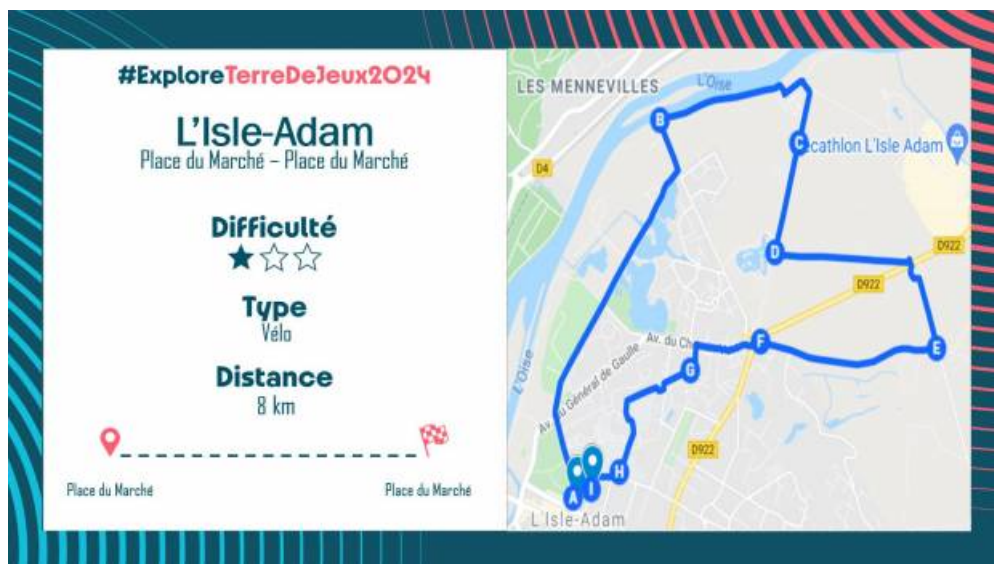 #ExploreTerreDeJeux2024
L'Isle-Adam
Place du Marché – Place du Marché
Difficulté
Type
Vélo
Distance
8 km
Place du Marché
Place du Marché
LES MENNEVILLES
L'Oise
B
C
ecathlon L'Isle Adam
D4
D
D922
D922
Av. du Ch
F
E
G
L'Oise
Av. du Général de Gaulle
D922
H
A
I
L'Isle-Adam